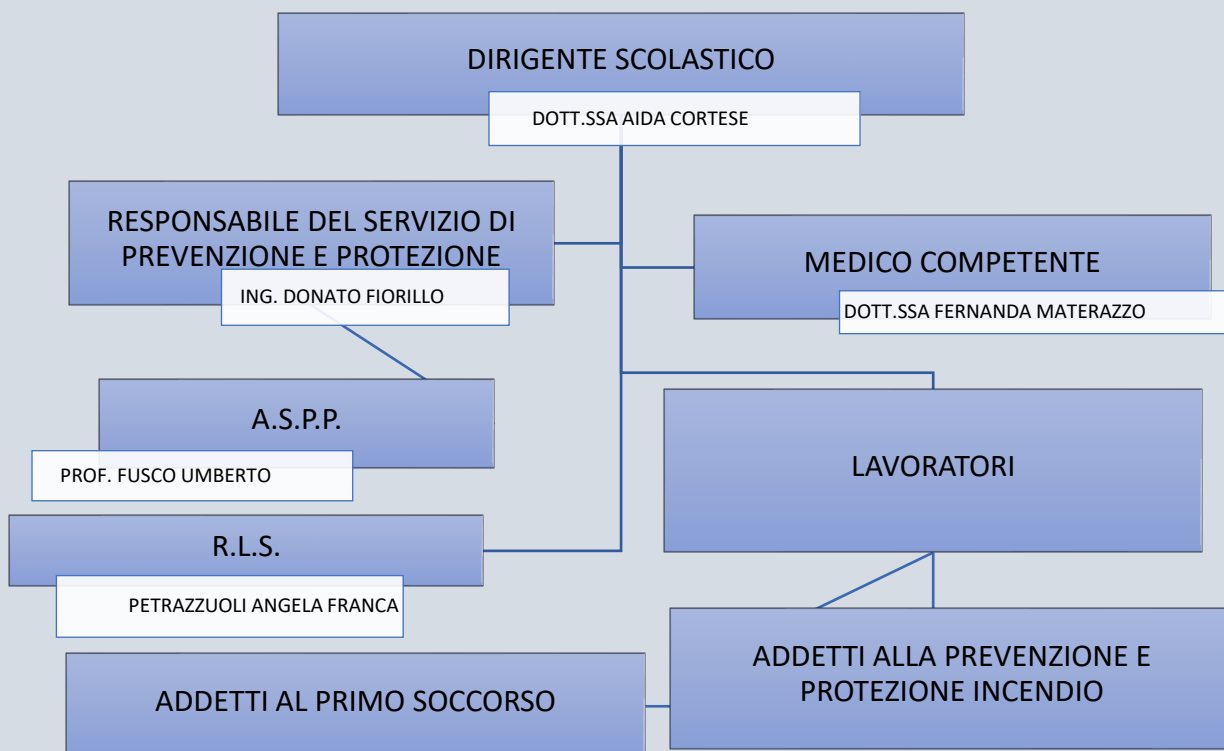 DIRIGENTE SCOLASTICO
DOTT.SSA AIDA CORTESE
RESPONSABILE DEL SERVIZIO DI
PREVENZIONE E PROTEZIONE
ING. DONATO FIORILLO
MEDICO COMPETENTE
DOTT.SSA FERNANDA MATERAZZO
A.S.P.P.
PROF. FUSCO UMBERTO
LAVORATORI
R.L.S.
PETRAZZUOLI ANGELA FRANCA
ADDETTI ALLA PREVENZIONE E
PROTEZIONE INCENDIO
ADDETTI AL PRIMO SOCCORSO